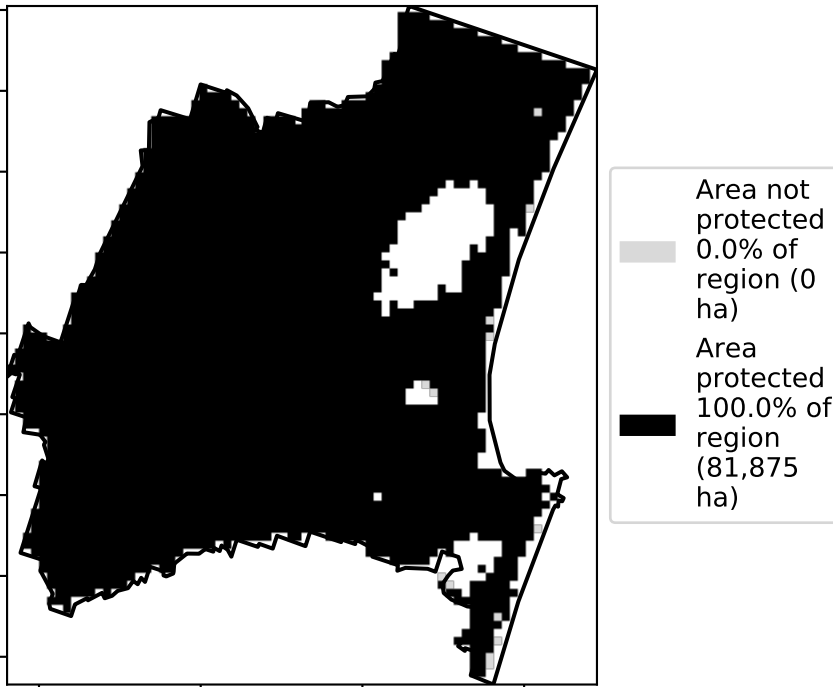 Area not
protected
0.0% of
region (0
ha)
Area
protected
100.0% of
region
(81,875
ha)